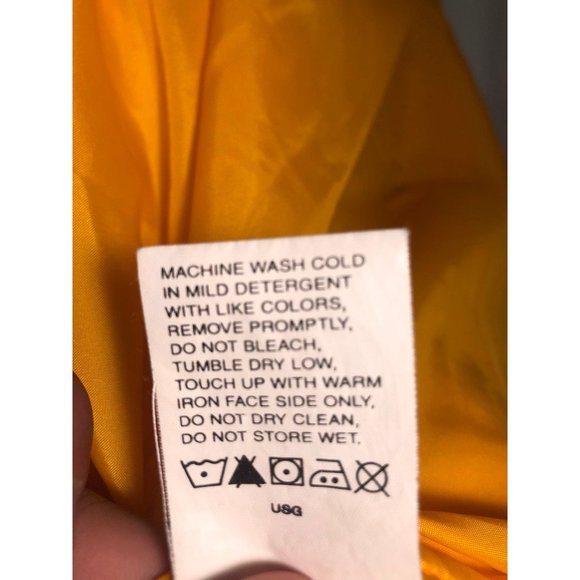 MACHINE WASH COLD
IN MILD DETERGENT
WITH LIKE COLORS,
REMOVE PROMPTLY,
DO NOT BLEACH,
TUMBLE DRY LOW,
TOUCH UP WITH WARM
IRON FACE SIDE ONLY,
DO NOT DRY CLEAN,
DO NOT STORE WET.
USG